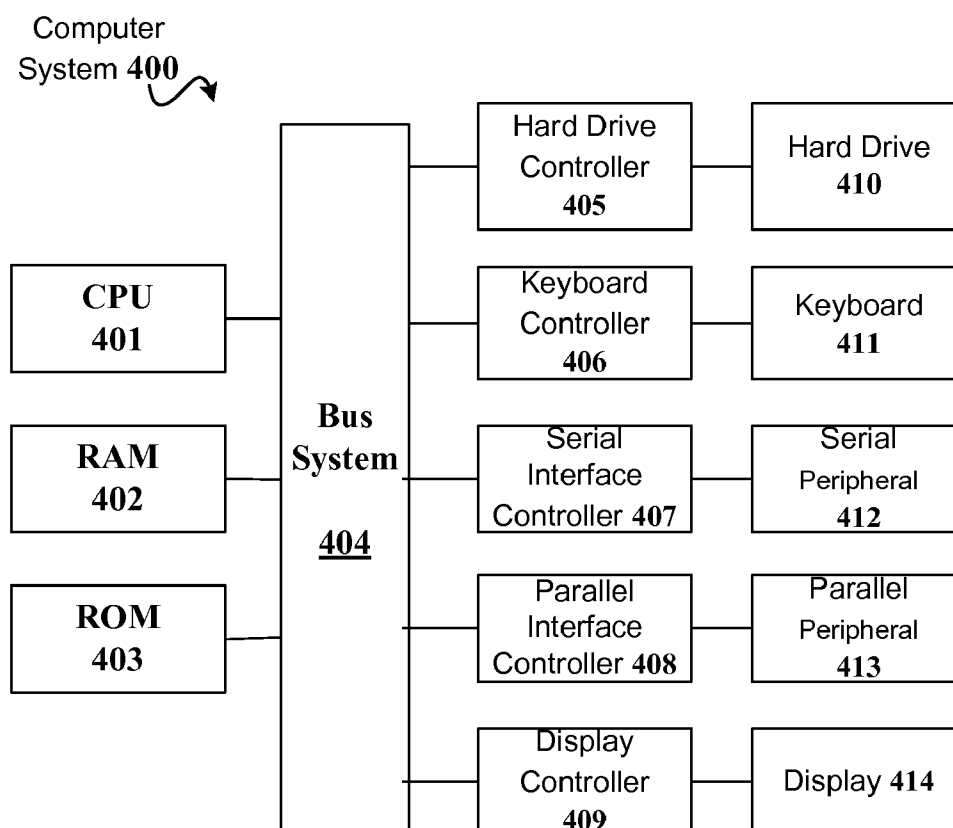 Computer
System 400
Hard Drive
Controller
405
Hard Drive
410
CPU
401
Keyboard
Controller
406
Keyboard
411
Bus
System
404
RAM
402
Serial
Interface
Controller 407
Serial
Peripheral
412
ROM
403
Parallel
Interface
Controller 408
Parallel
Peripheral
413
Display
Controller
409
Display 414